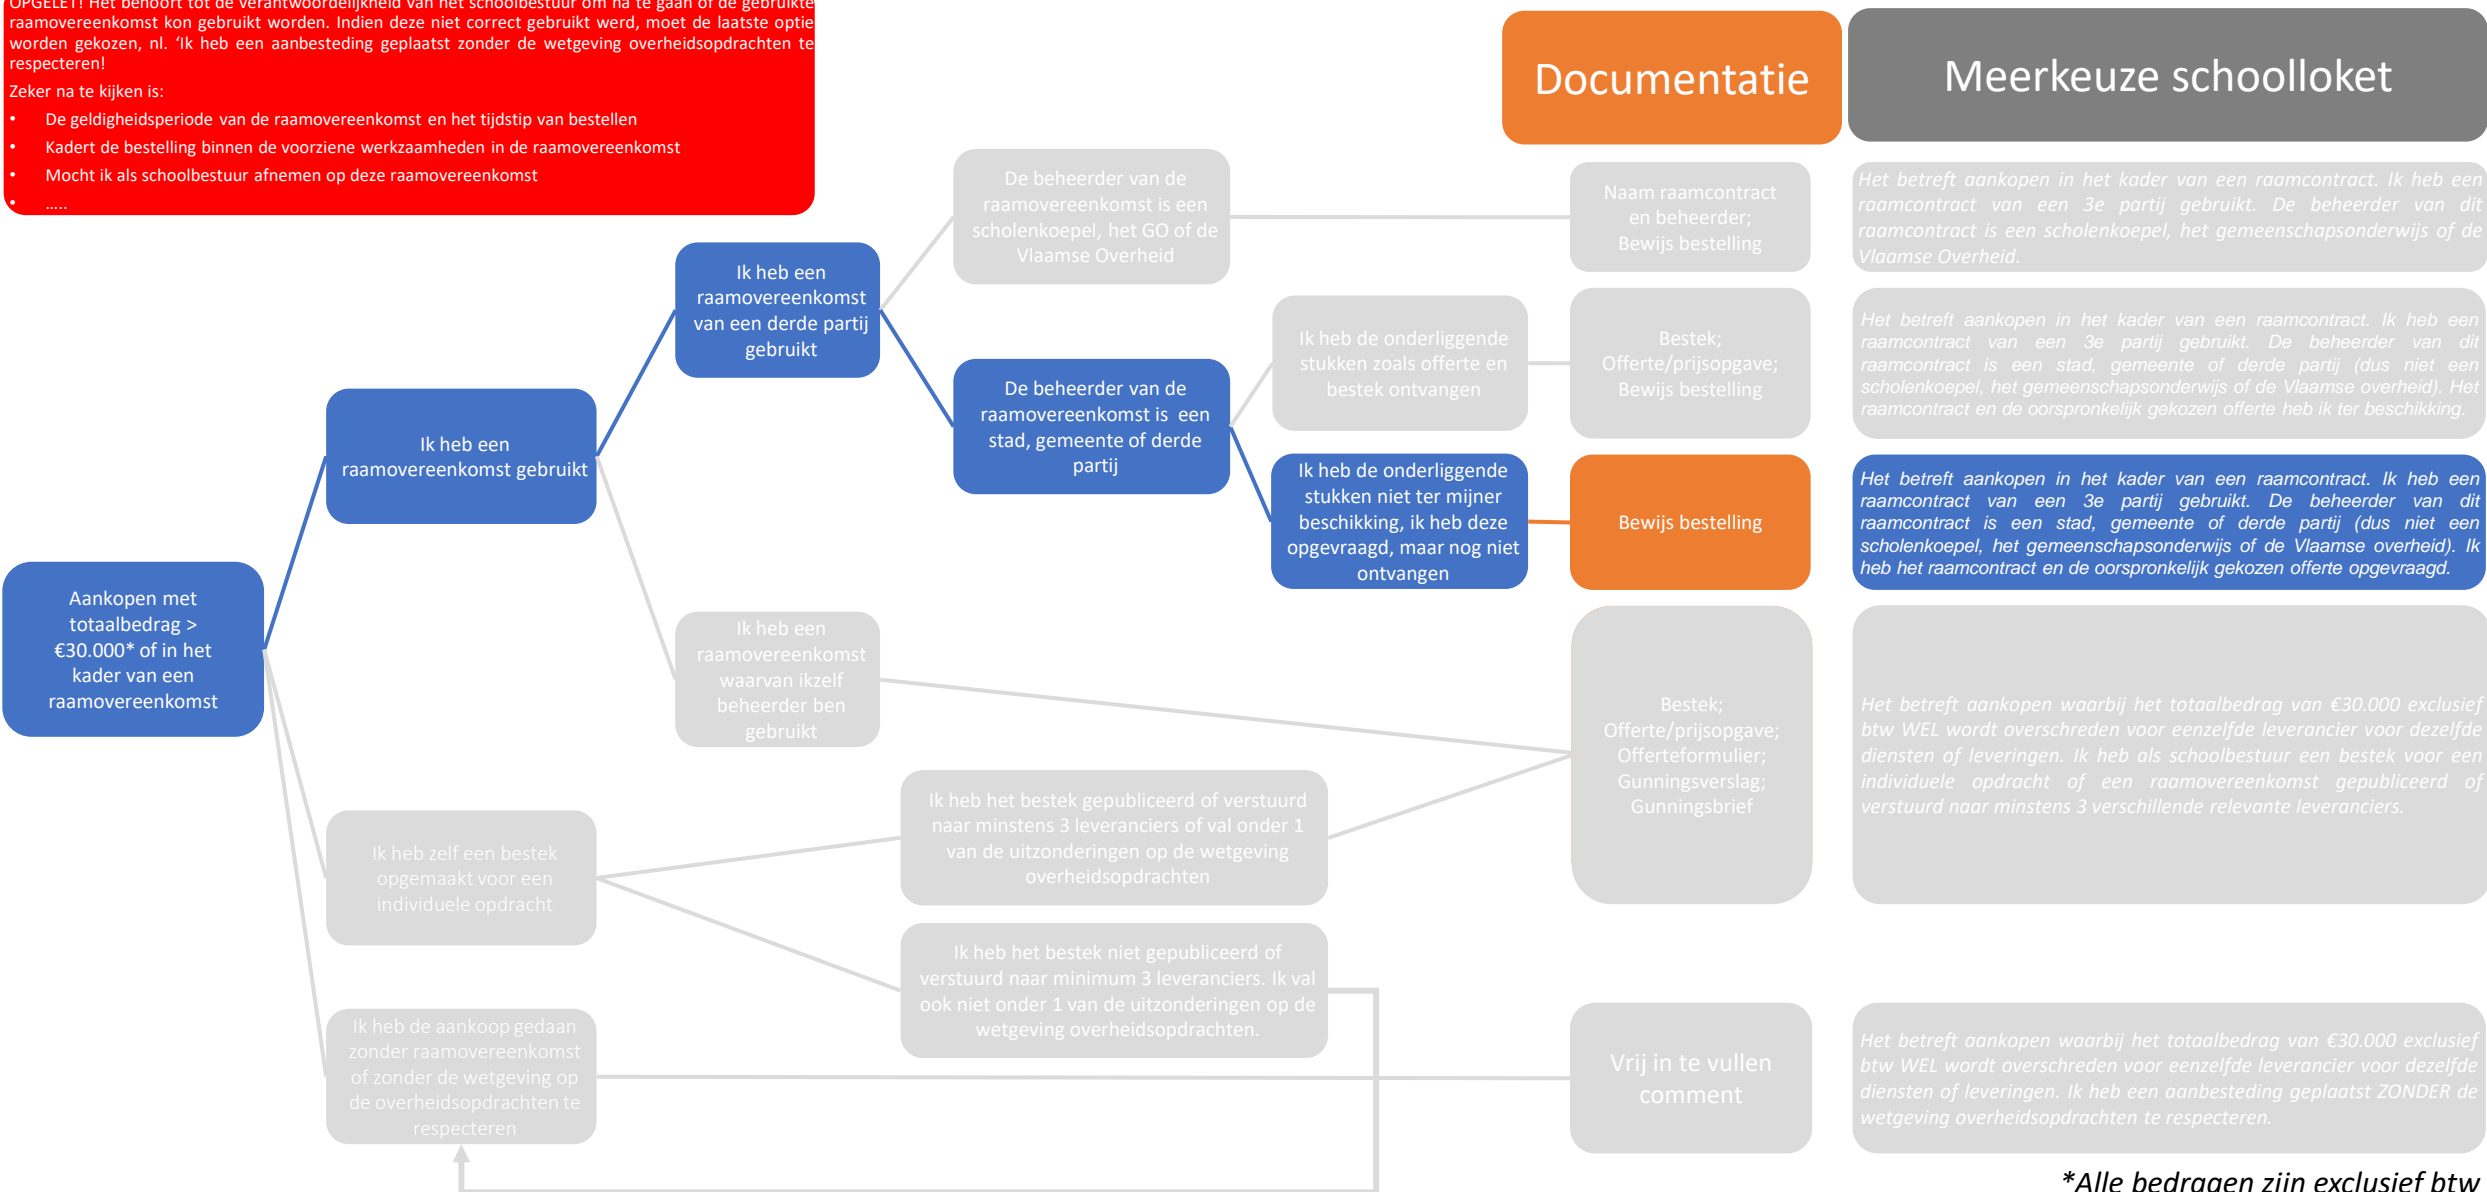 OPGELET! Het behoort tot de verantwoordelijkheid van het schoolbestuur om na te gaan of de gebruikte
raamovereenkomst kon gebruikt worden. Indien deze niet correct gebruikt werd, moet de laatste optie
worden gekozen, nl. ‘Ik heb een aanbesteding geplaatst zonder de wetgeving overheidsopdrachten te
respecteren!
Zeker na te kijken is:
• De geldigheidsperiode van de raamovereenkomst en het tijdstip van bestellen
• Kadert de bestelling binnen de voorziene werkzaamheden in de raamovereenkomst
• Mocht ik als schoolbestuur afnemen op deze raamovereenkomst
• …..
Documentatie
Meerkeuze schoolloket
De beheerder van de
raamovereenkomst is een
scholenkoepel, het GO of de
Vlaamse Overheid
Naam raamcontract
en beheerder;
Bewijs bestelling
Het betreft aankopen in het kader van een raamcontract. Ik heb een
raamcontract van een 3e partij gebruikt. De beheerder van dit
raamcontract is een scholenkoepel, het gemeenschapsonderwijs of de
Vlaamse Overheid.
Ik heb een
raamovereenkomst
van een derde partij
gebruikt
Ik heb de onderliggende
stukken zoals offerte en
bestek ontvangen
Bestek;
Offerte/prijsopgave;
Bewijs bestelling
Het betreft aankopen in het kader van een raamcontract. Ik heb een
raamcontract van een 3e partij gebruikt. De beheerder van dit
raamcontract is een stad, gemeente of derde partij (dus niet een
scholenkoepel, het gemeenschapsonderwijs of de Vlaamse overheid). Het
raamcontract en de oorspronkelijk gekozen offerte heb ik ter beschikking.
De beheerder van de
raamovereenkomst is een
stad, gemeente of derde
partij
Ik heb een
raamovereenkomst gebruikt
Ik heb de onderliggende
stukken niet ter mijner
beschikking, ik heb deze
opgevraagd, maar nog niet
ontvangen
Bewijs bestelling
Het betreft aankopen in het kader van een raamcontract. Ik heb een
raamcontract van een 3e partij gebruikt. De beheerder van dit
raamcontract is een stad, gemeente of derde partij (dus niet een
scholenkoepel, het gemeenschapsonderwijs of de Vlaamse overheid). Ik
heb het raamcontract en de oorspronkelijk gekozen offerte opgevraagd.
Aankopen met
totaalbedrag >
€30.000* of in het
kader van een
raamovereenkomst
Ik heb een
raamovereenkomst
waarvan ikzelf
beheerder ben
gebruikt
Bestek;
Offerte/prijsopgave;
Offerteformulier;
Gunningsverslag;
Gunningsbrief
Het betreft aankopen waarbij het totaalbedrag van €30.000 exclusief
btw WEL wordt overschreden voor eenzelfde leverancier voor dezelfde
diensten of leveringen. Ik heb als schoolbestuur een bestek voor een
individuele opdracht of een raamovereenkomst gepubliceerd of
verstuurd naar minstens 3 verschillende relevante leveranciers.
Ik heb het bestek gepubliceerd of verstuurd
naar minstens 3 leveranciers of val onder 1
van de uitzonderingen op de wetgeving
overheidsopdrachten
Ik heb zelf een bestek
opgemaakt voor een
individuele opdracht
Ik heb het bestek niet gepubliceerd of
verstuurd naar minimum 3 leveranciers. Ik val
ook niet onder 1 van de uitzonderingen op de
wetgeving overheidsopdrachten.
Ik heb de aankoop gedaan
zonder raamovereenkomst
of zonder de wetgeving op
de overheidsopdrachten te
respecteren
Vrij in te vullen
comment
Het betreft aankopen waarbij het totaalbedrag van €30.000 exclusief
btw WEL wordt overschreden voor eenzelfde leverancier voor dezelfde
diensten of leveringen. Ik heb een aanbesteding geplaatst ZONDER de
wetgeving overheidsopdrachten te respecteren.
*Alle bedragen zijn exclusief btw